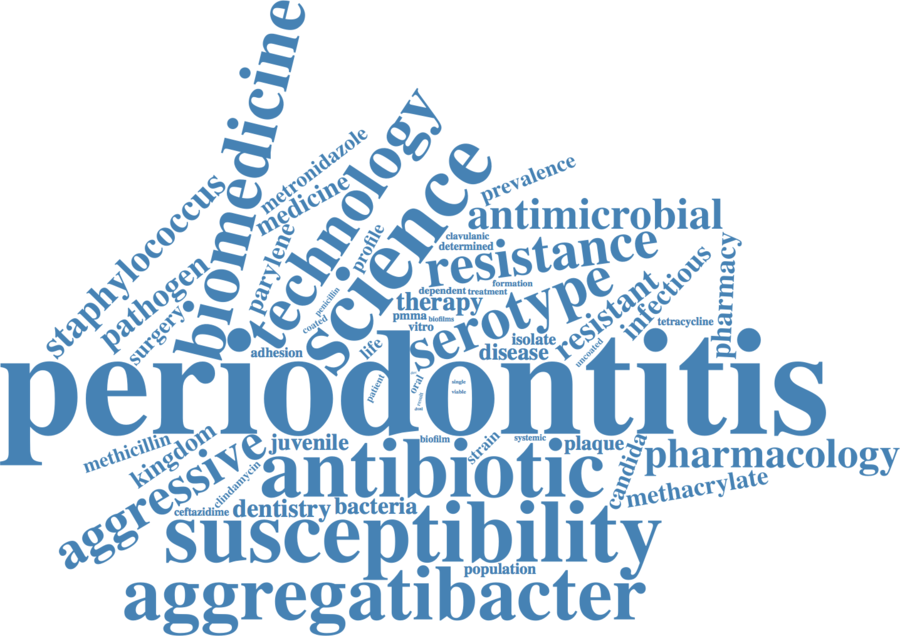 biomedicine
metronidazole
medicine
technology
science
prevalence
staphylococcus
pathogen
surgery
parylene
profile
penicillin
coated
antimicrobial
clavulanic
determined
resistance
formation
dependent
treatment
therapy
pmma
biofilms
vitro
serotype
resistant
infectious
pharmacy
tetracycline
isolate
disease
uncoated
adhesion
life
patient
oral
single
viable
result
periodontitis
methicillin
kingdom
aggressive
juvenile
clindamycin
antibiotic
biofilm
strain
systemic
plaque
candida
pharmacology
methacrylate
ceftazidime
dentistry
bacteria
susceptibility
population
aggregatibacter